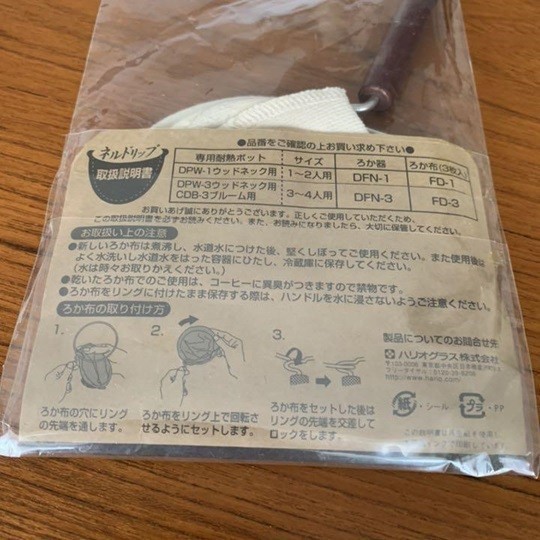 ネルドリップ
取扱説明書
●品番をご確認の上お買い求め下さい●
専用耐熱ポット サイズ ろか器 ろか布(3枚入)
DPW-1ウッドネック用 1〜2人用 DFN-1 FD-1
DPW-3ウッドネック用
CDB-3ブルーム用 3〜4人用 DFN-3 FD-3
お買いあげ誠にありがとうございます。正しくご使用していただくため、
この取扱説明書を必ずお読みください。また、お読みになりましたら、大切に保管してください。
お取扱い上の注意
●新しいろか布は煮沸し、水道水につけた後、堅くしぼってご使用ください。また使用後は
よく水洗いし水道水をはった容器にひたし、冷蔵庫に保存してください。
(水は時々お取りかえください。)
●乾いたろか布でのご使用は、コーヒーに異臭がつきますので禁物です。
●ろか布をリングに付けたまま保存する際は、ハンドルを水に浸さないようご注意ください。
ろか布の取り付け方
1.
2.
3.
ろか布の穴にリング
の先端を通します。
ろか布をリング上で回転さ
せるようにセットします。
ろか布をセットした後は
リングの先端を交差して
ロックをします。
製品についてのお問合せ先
ハリオグラス株式会社
http://www.hario.com/
紙 ・シール
プラ ・PP